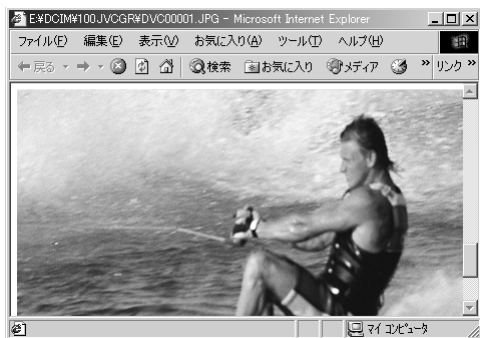 E:¥DCIM¥100JVCGR¥DVC00001.JPG - Microsoft Internet Explorer
ファイル(F) 編集(E) 表示(V) お気に入り(A) ツール(T) ヘルプ(H)
戻る 検索 お気に入り メディア » リンク »
マイ コンピュータ